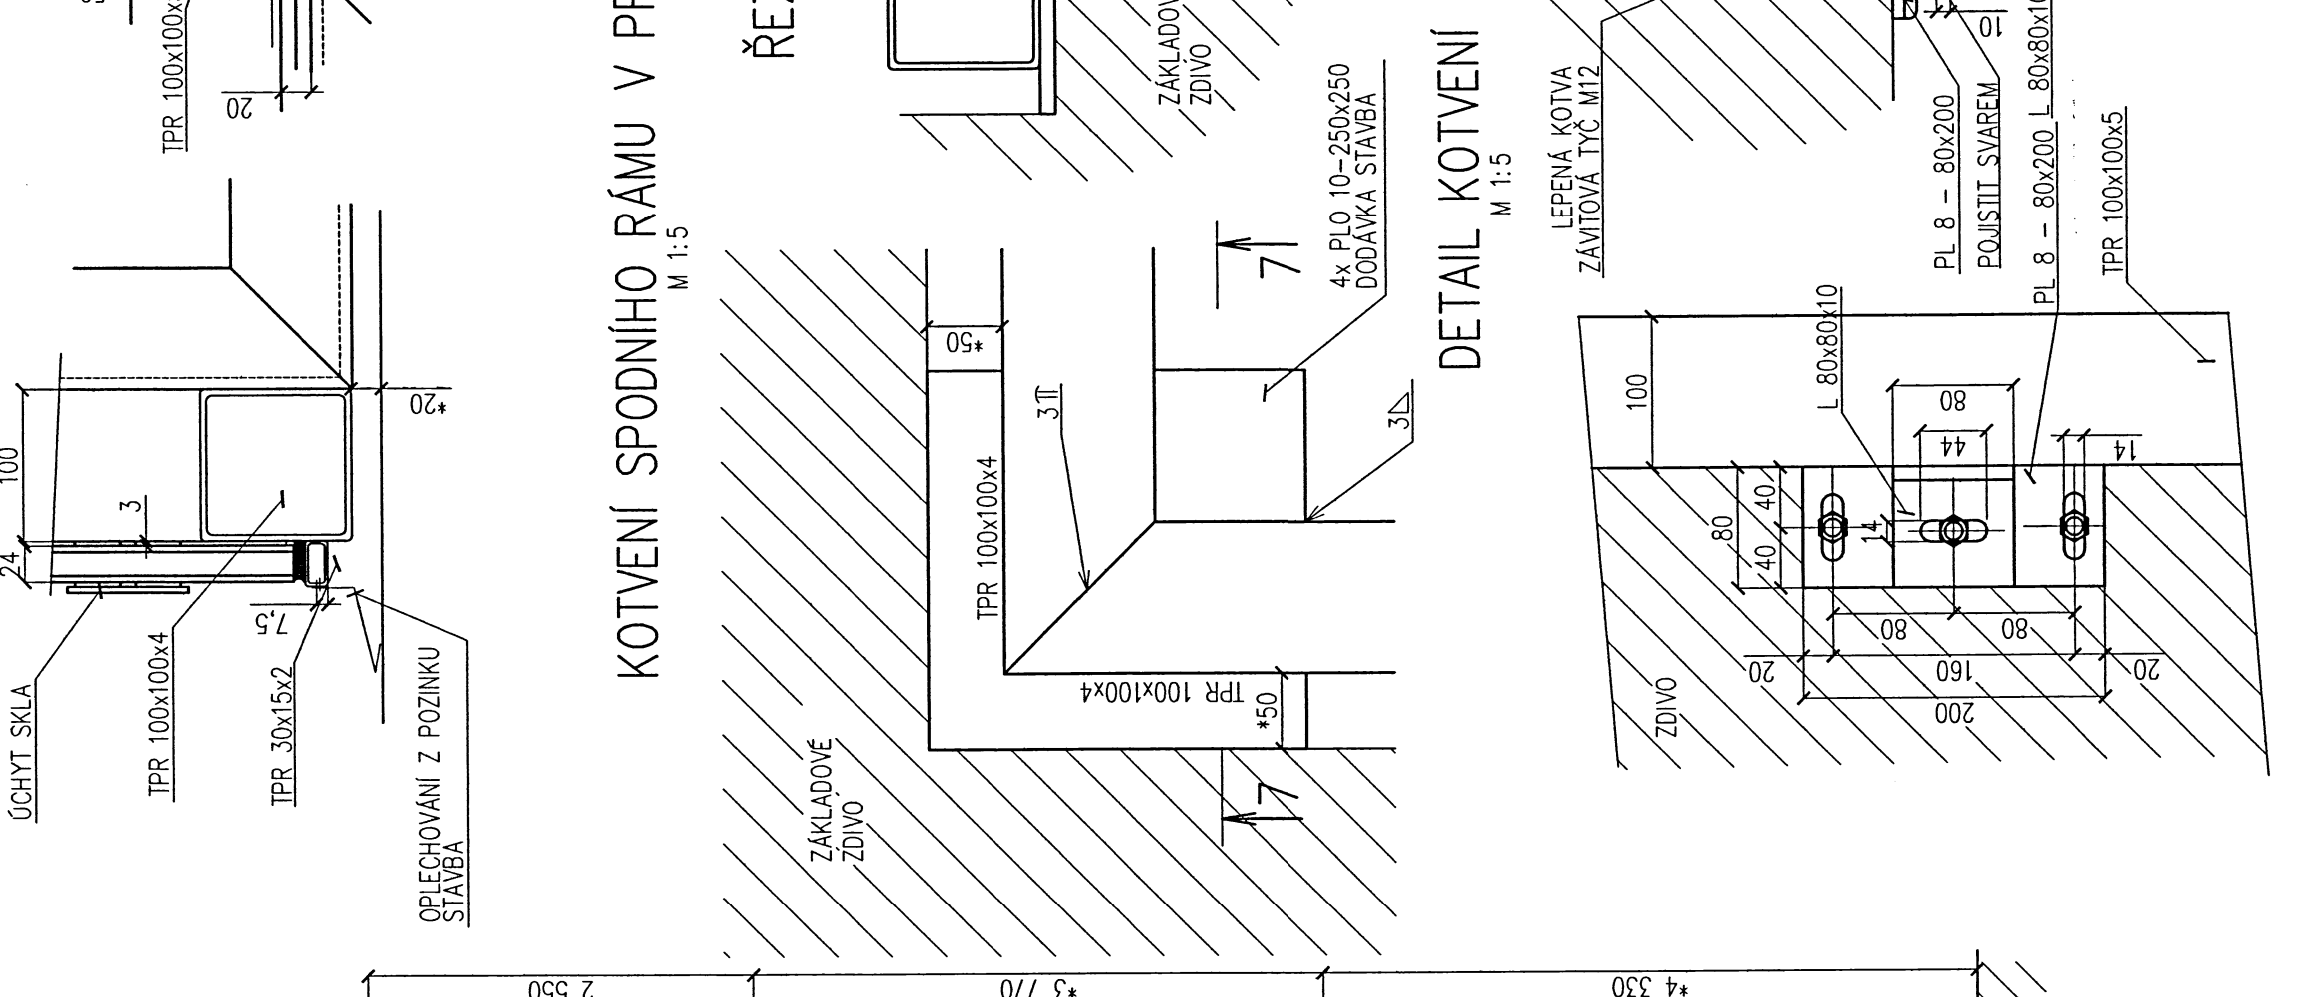 TPR 100x100x
20
100
24
3
*20
7,5
ÚCHYT SKLA
TPR 100x100x4
TPR 30x15x2
OPLECHOVÁNÍ Z POZINKU
STAVBA
KOTVENÍ SPODNÍHO RÁMU V
M 1:5
ŘEZ
ZÁKLADOV
ZDIVO
*50
TPR 100x100x4
3
4x PLO 10-250x250
DODÁVKA STAVBA
3
7
TPR 100x100x4
*50
7
ZÁKLADOVÉ
ZDIVO
DETAIL KOTVENÍ
M 1:5
LEPENÁ KOTVA
ZÁVITOVÁ TYČ M12
10
PL 8 - 80x200
POJISTIT SVAREM
PL 8 - 80x200
L 80x80x10
TPR 100x100x5
L 80x80x10
100
80
44
14
40
40
80
14
80
80
20
160
20
200
ZDIVO
2 550
*3 770
*4 330